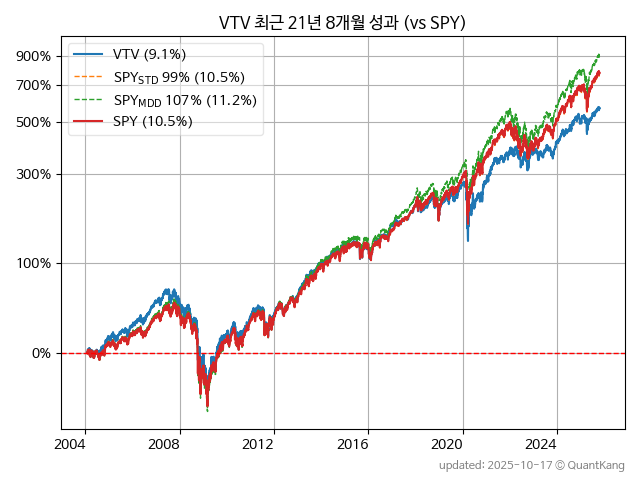 VTV 최근 21년 8개월 성과 (vs SPY)
900%
700%
500%
300%
100%
0%
VTV (9.1%)
SPY_STD 99% (10.5%)
SPY_MDD 107% (11.2%)
SPY (10.5%)
2004 2008 2012 2016 2020 2024
updated: 2025-10-17 © QuantKang